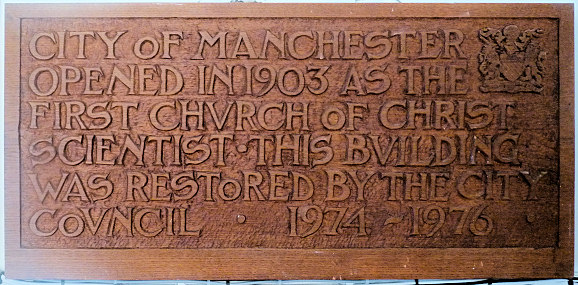 CITY oF MANCHESTER
OPENED IN 1903 AS THE
FIRST CHVRCH oF CHRIST
SCIENTIST·THIS BVILDING
WAS RESToRED BY THE CITY
COVNCIL · 1974 - 1976 ·